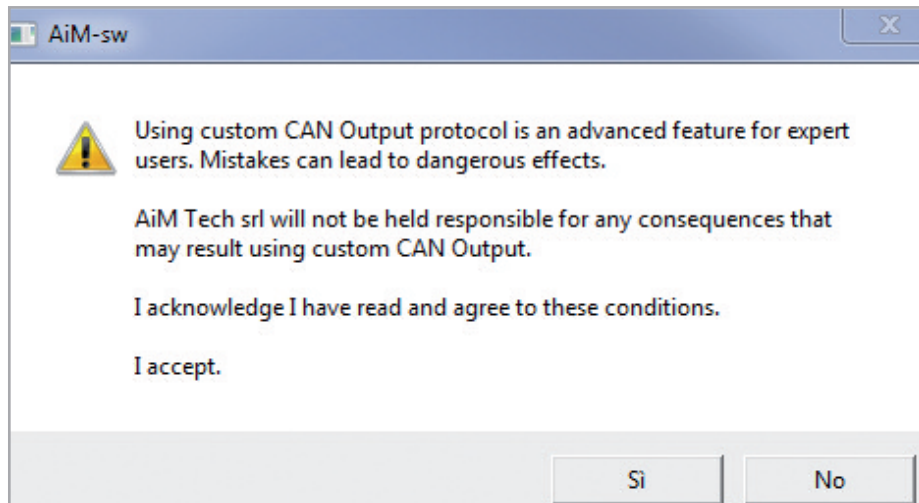 AiM-sw
Using custom CAN Output protocol is an advanced feature for expert
users. Mistakes can lead to dangerous effects.
AiM Tech srl will not be held responsible for any consequences that
may result using custom CAN Output.
I acknowledge I have read and agree to these conditions.
I accept.
Sì
No